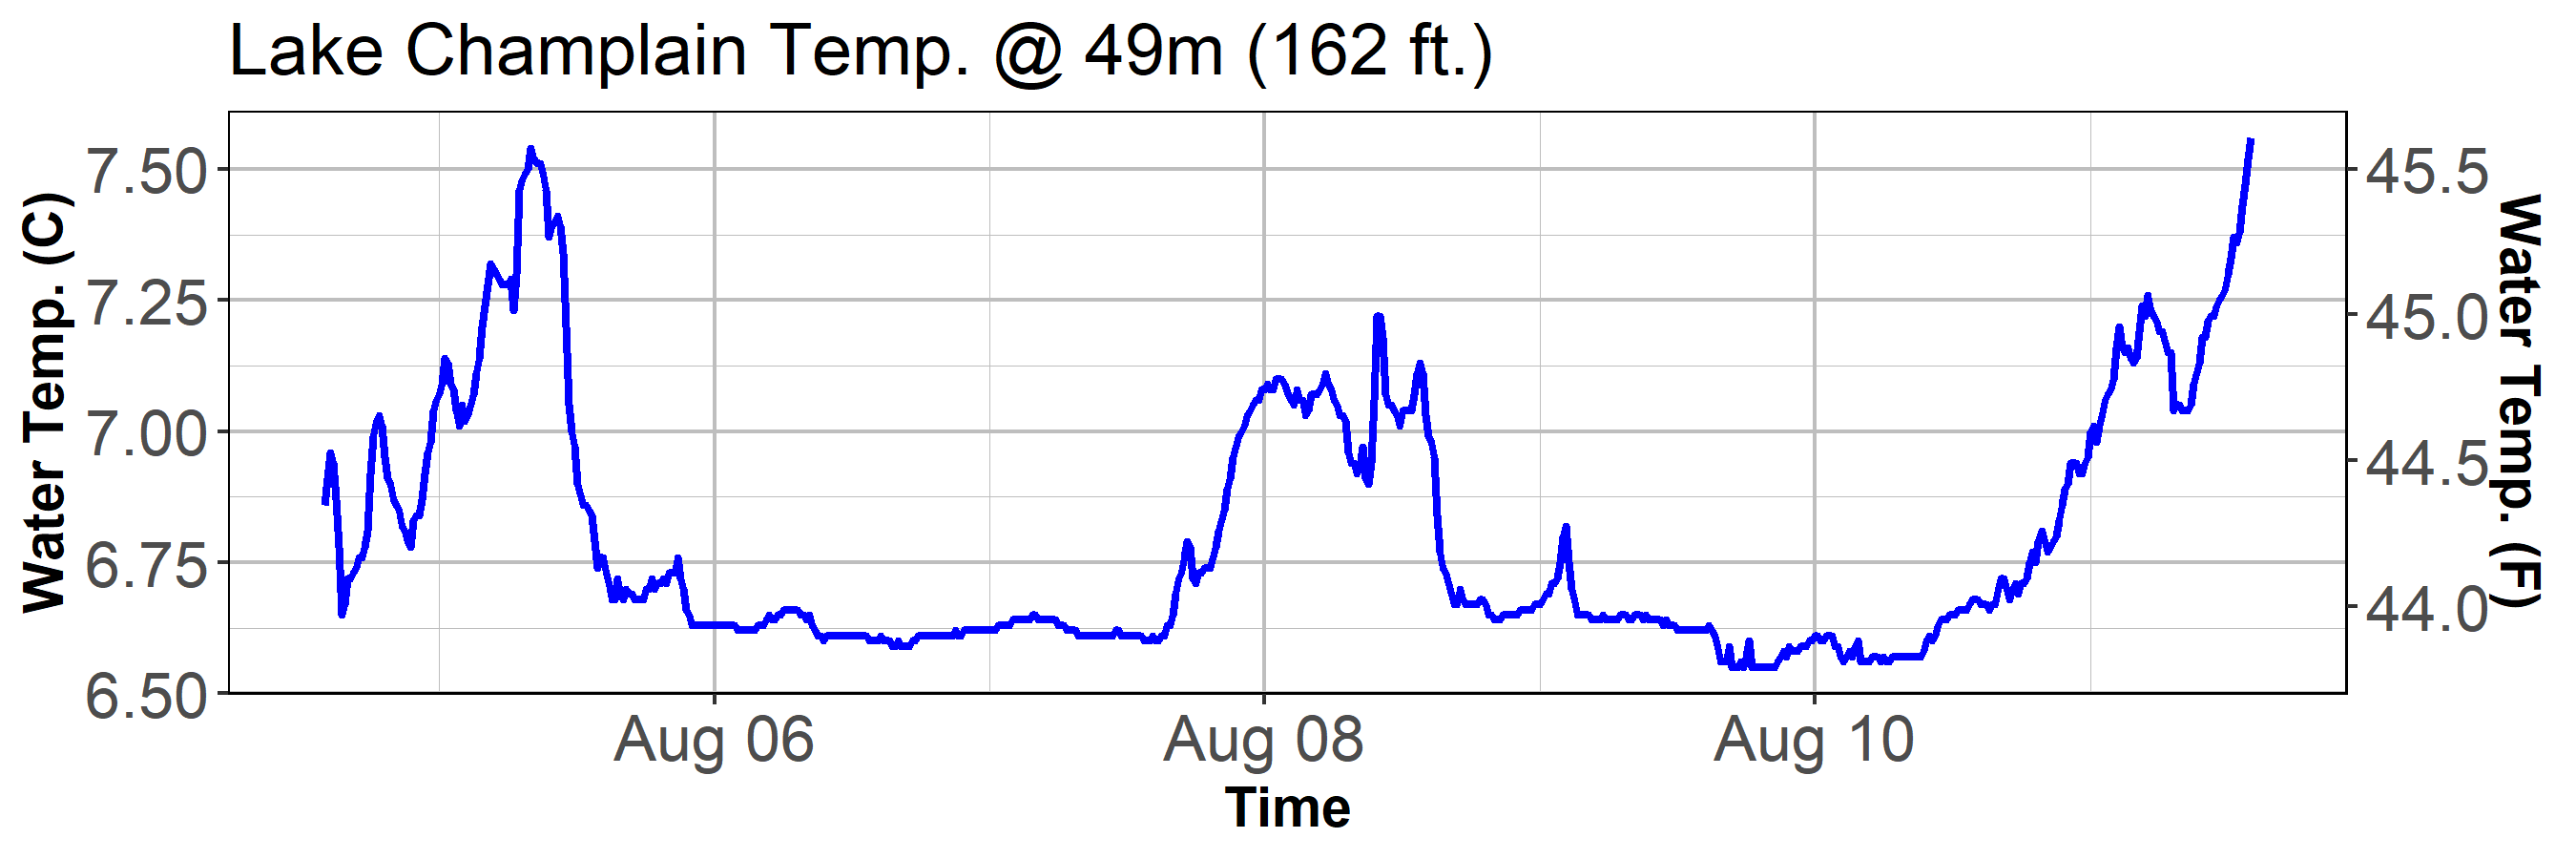 Lake Champlain Temp. @ 49m (162 ft.)
Water Temp. (C)
7.50
7.25
7.00
6.75
6.50
45.5
45.0
44.5
44.0
Water Temp. (F)
Aug 06
Aug 08
Aug 10
Time